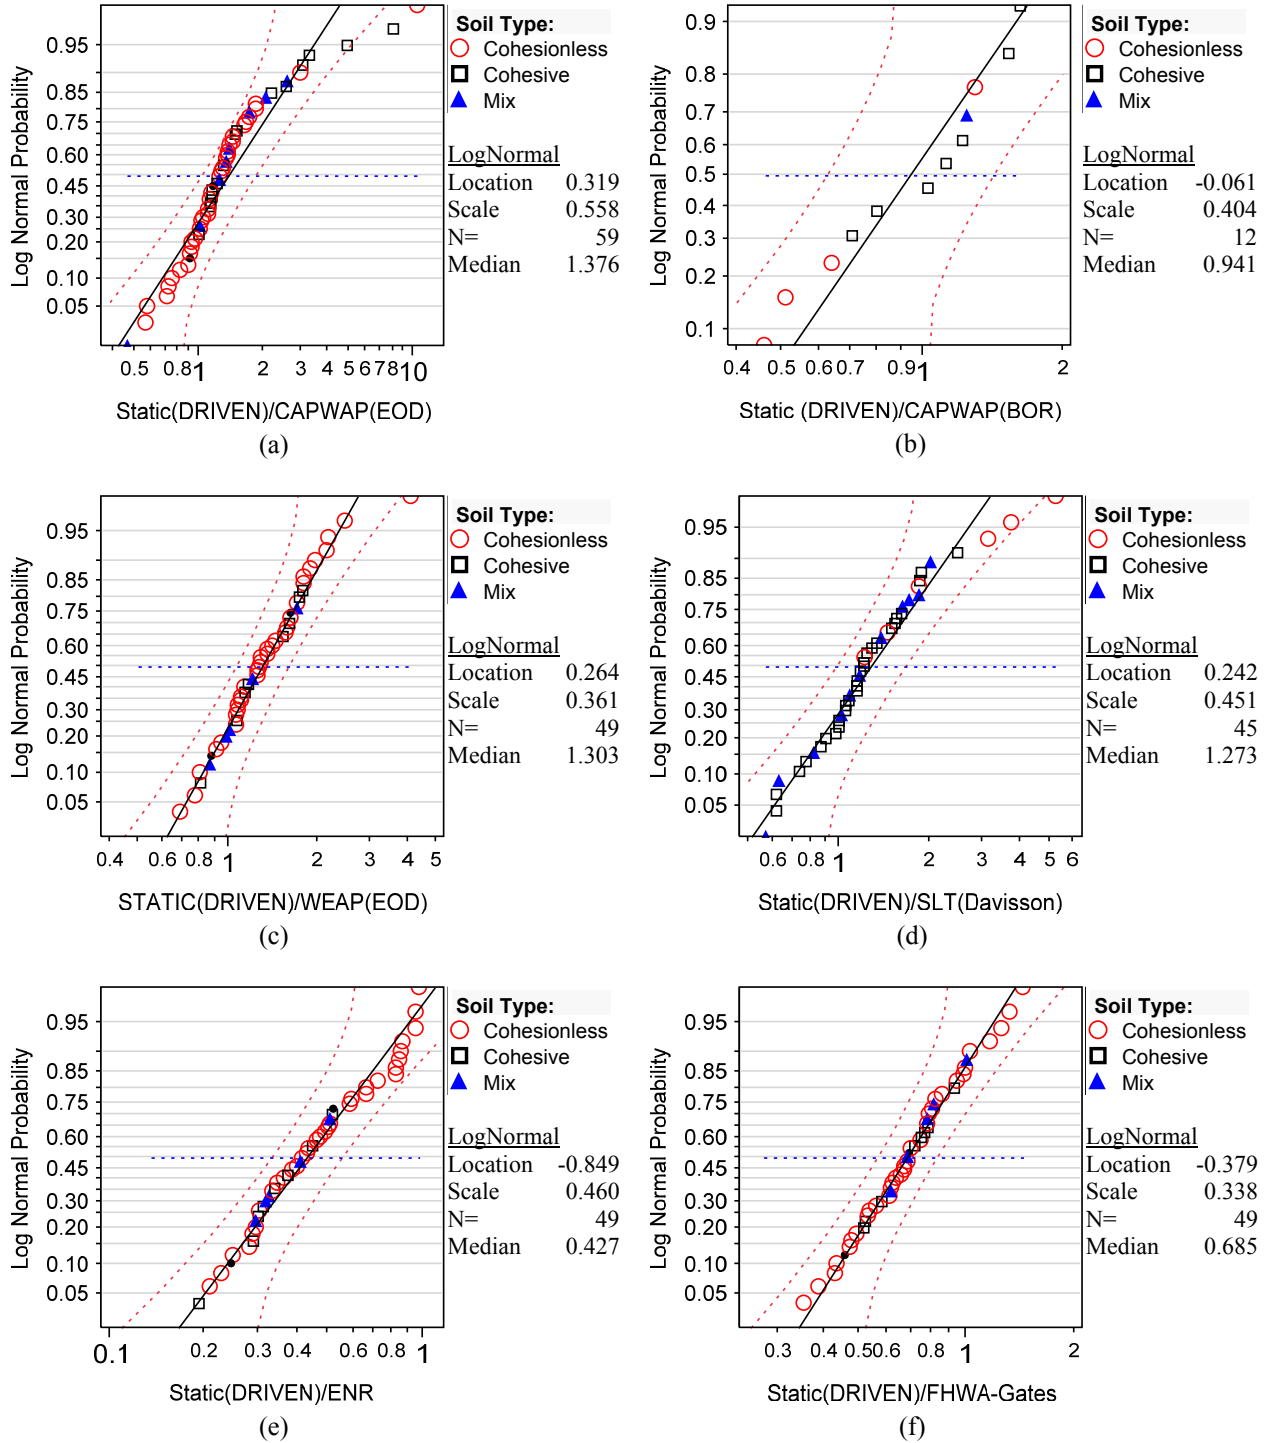 Soil Type:
Cohesionless
Cohesive
Mix
LogNormal
Location 0.319
Scale 0.558
N= 59
Median 1.376
Log Normal Probability
0.95
0.85
0.75
0.60
0.45
0.30
0.20
0.10
0.05
0.5 0.8 1 2 3 4 5 6 7 8 10
Static(DRIVEN)/CAPWAP(EOD)
(a)
Soil Type:
Cohesionless
Cohesive
Mix
LogNormal
Location -0.061
Scale 0.404
N= 12
Median 0.941
Log Normal Probability
0.9
0.8
0.7
0.6
0.5
0.4
0.3
0.2
0.1
0.4 0.5 0.6 0.7 0.9 1 2
Static (DRIVEN)/CAPWAP(BOR)
(b)
Soil Type:
Cohesionless
Cohesive
Mix
LogNormal
Location 0.264
Scale 0.361
N= 49
Median 1.303
Log Normal Probability
0.95
0.85
0.75
0.60
0.45
0.30
0.20
0.10
0.05
0.4 0.6 0.8 1 2 3 4 5
STATIC(DRIVEN)/WEAP(EOD)
(c)
Soil Type:
Cohesionless
Cohesive
Mix
LogNormal
Location 0.242
Scale 0.451
N= 45
Median 1.273
Log Normal Probability
0.95
0.85
0.75
0.60
0.45
0.30
0.20
0.10
0.05
0.6 0.8 1 2 3 4 5 6
Static(DRIVEN)/SLT(Davisson)
(d)
Soil Type:
Cohesionless
Cohesive
Mix
LogNormal
Location -0.849
Scale 0.460
N= 49
Median 0.427
Log Normal Probability
0.95
0.85
0.75
0.60
0.45
0.30
0.20
0.10
0.05
0.1 0.2 0.3 0.4 0.6 0.8 1
Static(DRIVEN)/ENR
(e)
Soil Type:
Cohesionless
Cohesive
Mix
LogNormal
Location -0.379
Scale 0.338
N= 49
Median 0.685
Log Normal Probability
0.95
0.85
0.75
0.60
0.45
0.30
0.20
0.10
0.05
0.3 0.4 0.5 0.6 0.8 1 2
Static(DRIVEN)/FHWA-Gates
(f)